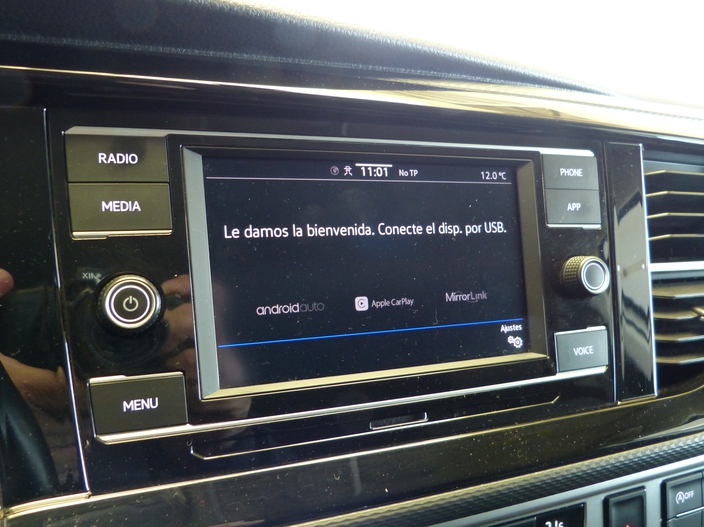 RADIO
MEDIA
MENU
11:01 No TP 12.0 °C
Le damos la bienvenida. Conecte el disp. por USB.
androidauto Apple CarPlay MirrorLink
Ajustes
PHONE
APP
VOICE
A OFF